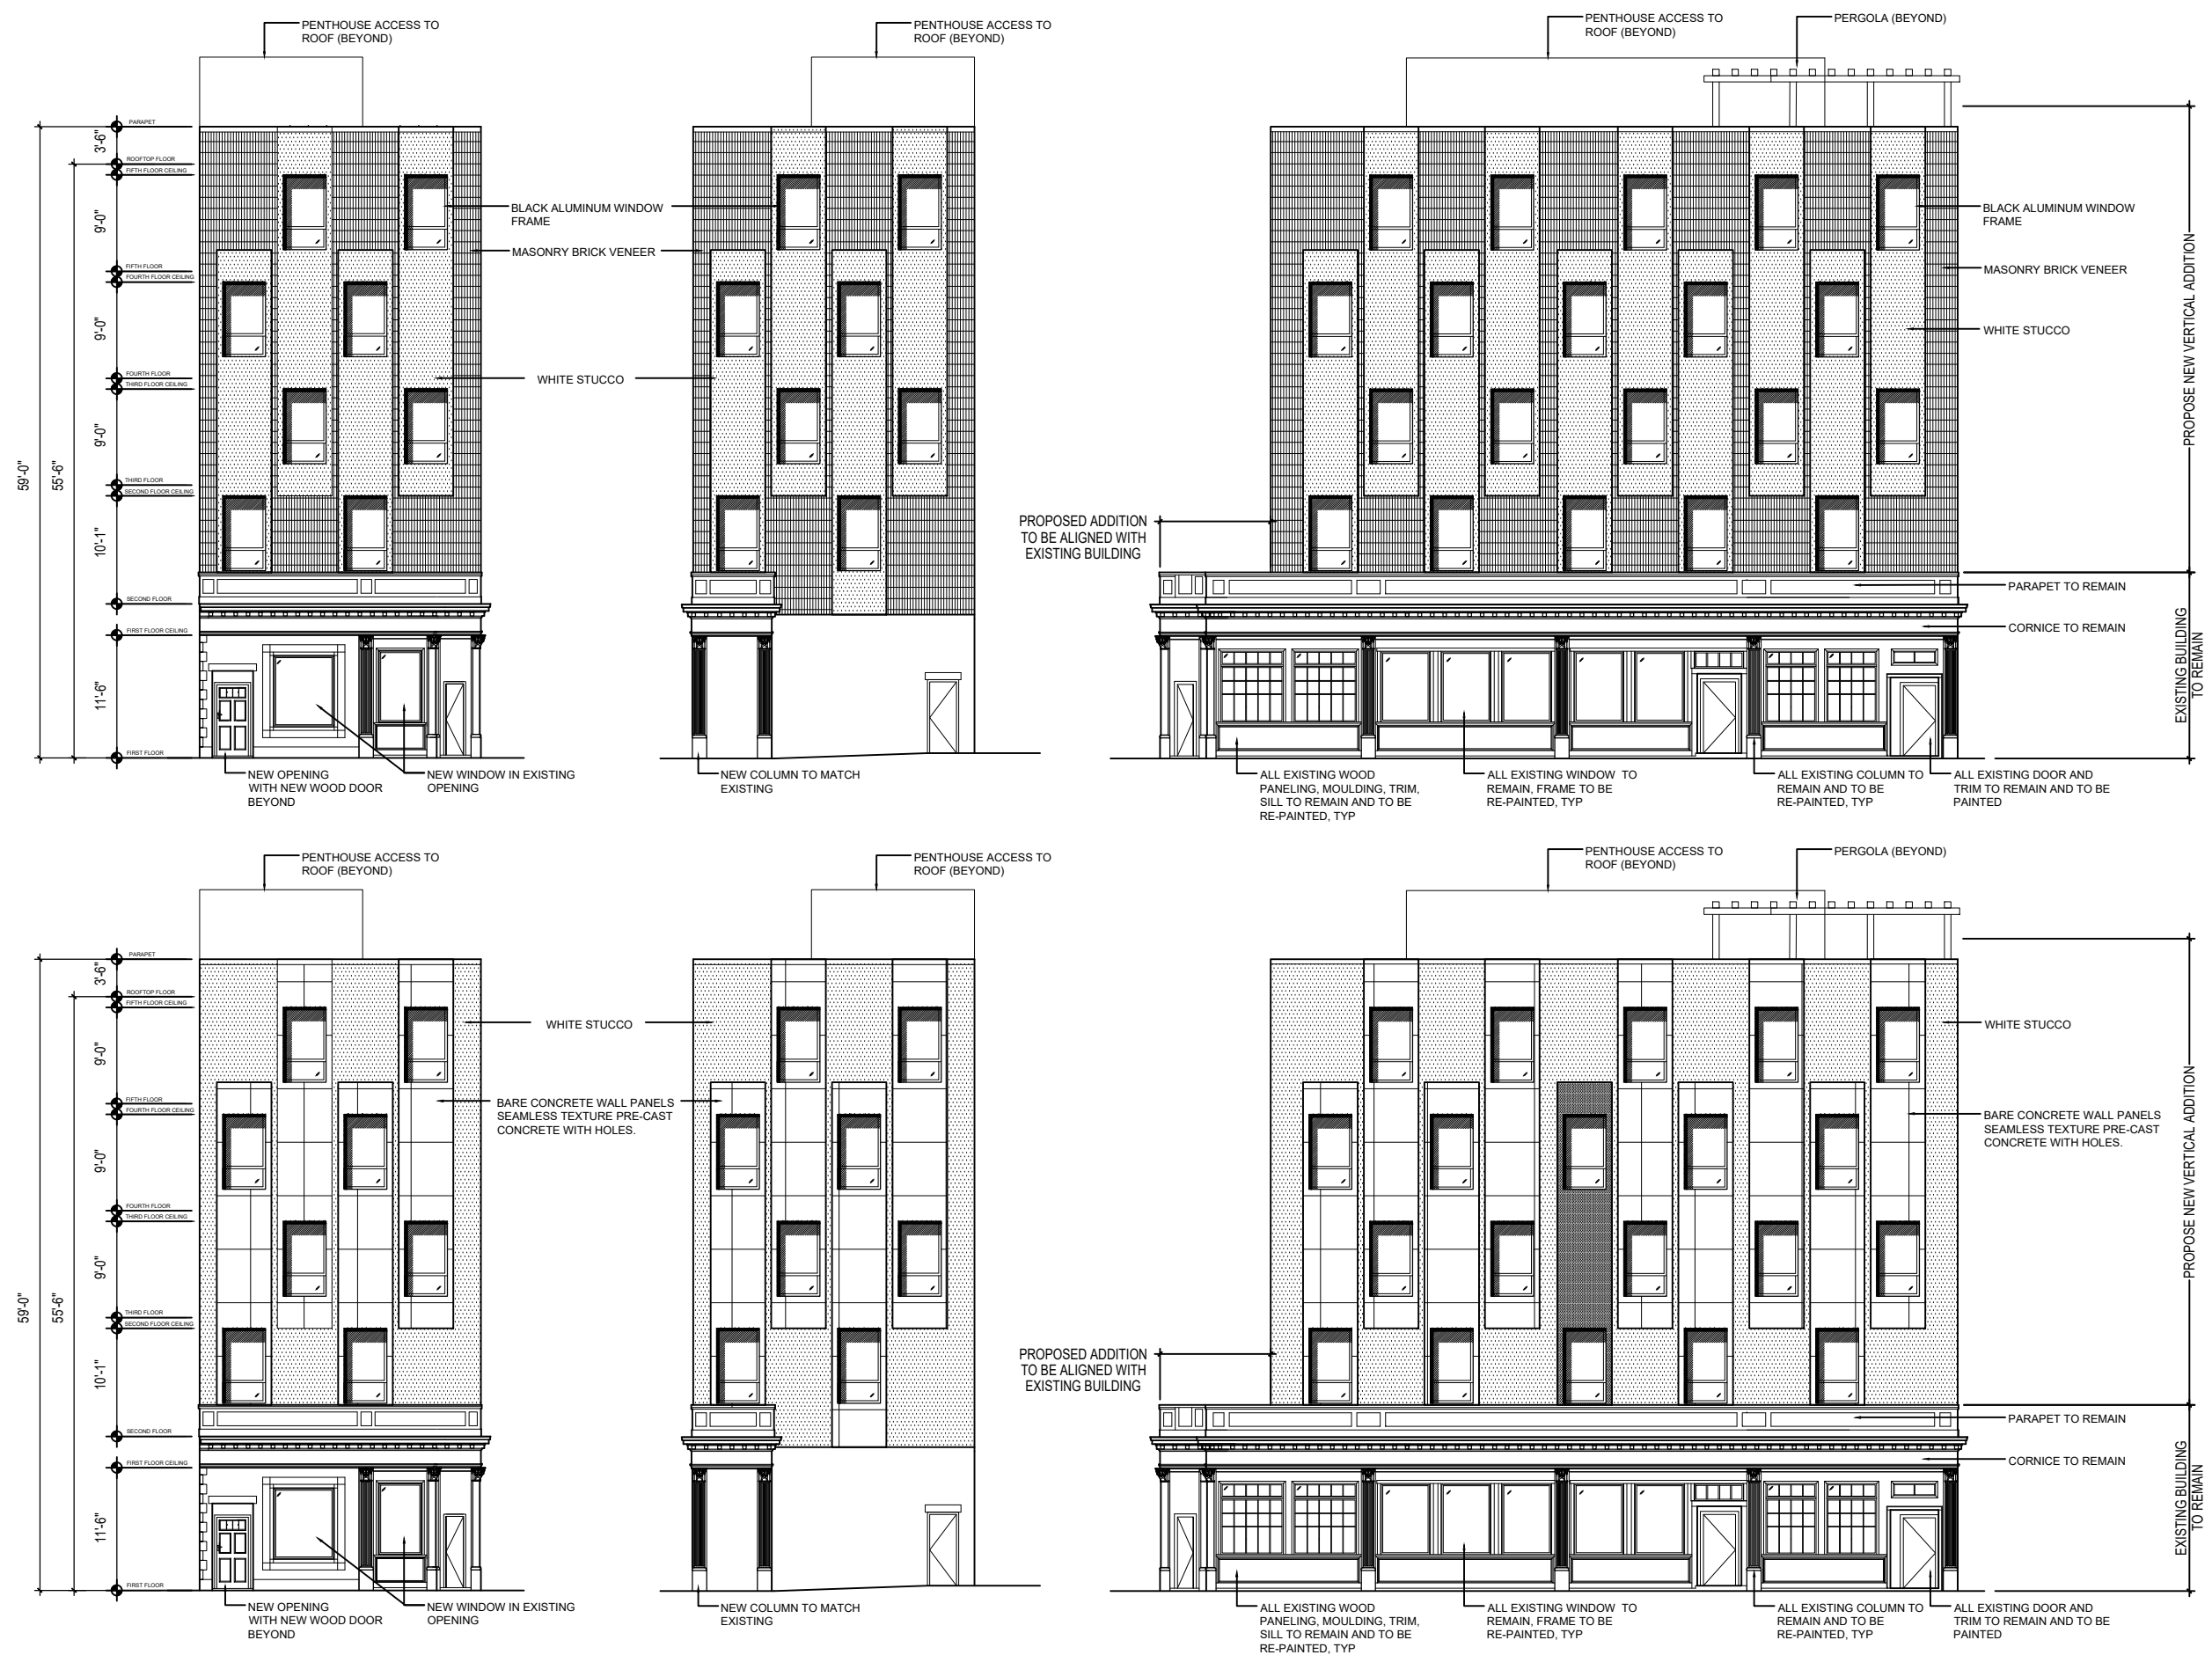 PENTHOUSE ACCESS TO
ROOF (BEYOND)
PENTHOUSE ACCESS TO
ROOF (BEYOND)
PENTHOUSE ACCESS TO
ROOF (BEYOND)
PERGOLA (BEYOND)
59'-0"
55'-6"
3'-6"
9'-0"
9'-0"
9'-0"
10'-1"
11'-6"
PARAPET
ROOFTOP FLOOR
FIFTH FLOOR CEILING
FIFTH FLOOR
FOURTH FLOOR CEILING
FOURTH FLOOR
THIRD FLOOR CEILING
THIRD FLOOR
SECOND FLOOR CEILING
SECOND FLOOR
FIRST FLOOR CEILING
FIRST FLOOR
BLACK ALUMINUM WINDOW
FRAME
MASONRY BRICK VENEER
WHITE STUCCO
BLACK ALUMINUM WINDOW
FRAME
MASONRY BRICK VENEER
WHITE STUCCO
PROPOSED ADDITION
TO BE ALIGNED WITH
EXISTING BUILDING
PROPOSE NEW VERTICAL ADDITION
PARAPET TO REMAIN
CORNICE TO REMAIN
EXISTING BUILDING
TO REMAIN
NEW OPENING
WITH NEW WOOD DOOR
BEYOND
NEW WINDOW IN EXISTING
OPENING
NEW COLUMN TO MATCH
EXISTING
ALL EXISTING WOOD
PANELING, MOULDING, TRIM,
SILL TO REMAIN AND TO BE
RE-PAINTED, TYP
ALL EXISTING WINDOW TO
REMAIN, FRAME TO BE
RE-PAINTED, TYP
ALL EXISTING COLUMN TO
REMAIN AND TO BE
RE-PAINTED, TYP
ALL EXISTING DOOR AND
TRIM TO REMAIN AND TO BE
PAINTED
PENTHOUSE ACCESS TO
ROOF (BEYOND)
PENTHOUSE ACCESS TO
ROOF (BEYOND)
PENTHOUSE ACCESS TO
ROOF (BEYOND)
PERGOLA (BEYOND)
59'-0"
55'-6"
3'-6"
9'-0"
9'-0"
9'-0"
10'-1"
11'-6"
PARAPET
ROOFTOP FLOOR
FIFTH FLOOR CEILING
FIFTH FLOOR
FOURTH FLOOR CEILING
FOURTH FLOOR
THIRD FLOOR CEILING
THIRD FLOOR
SECOND FLOOR CEILING
SECOND FLOOR
FIRST FLOOR CEILING
FIRST FLOOR
WHITE STUCCO
BARE CONCRETE WALL PANELS
SEAMLESS TEXTURE PRE-CAST
CONCRETE WITH HOLES.
WHITE STUCCO
BARE CONCRETE WALL PANELS
SEAMLESS TEXTURE PRE-CAST
CONCRETE WITH HOLES.
PROPOSED ADDITION
TO BE ALIGNED WITH
EXISTING BUILDING
PROPOSE NEW VERTICAL ADDITION
PARAPET TO REMAIN
CORNICE TO REMAIN
EXISTING BUILDING
TO REMAIN
NEW OPENING
WITH NEW WOOD DOOR
BEYOND
NEW WINDOW IN EXISTING
OPENING
NEW COLUMN TO MATCH
EXISTING
ALL EXISTING WOOD
PANELING, MOULDING, TRIM,
SILL TO REMAIN AND TO BE
RE-PAINTED, TYP
ALL EXISTING WINDOW TO
REMAIN, FRAME TO BE
RE-PAINTED, TYP
ALL EXISTING COLUMN TO
REMAIN AND TO BE
RE-PAINTED, TYP
ALL EXISTING DOOR AND
TRIM TO REMAIN AND TO BE
PAINTED